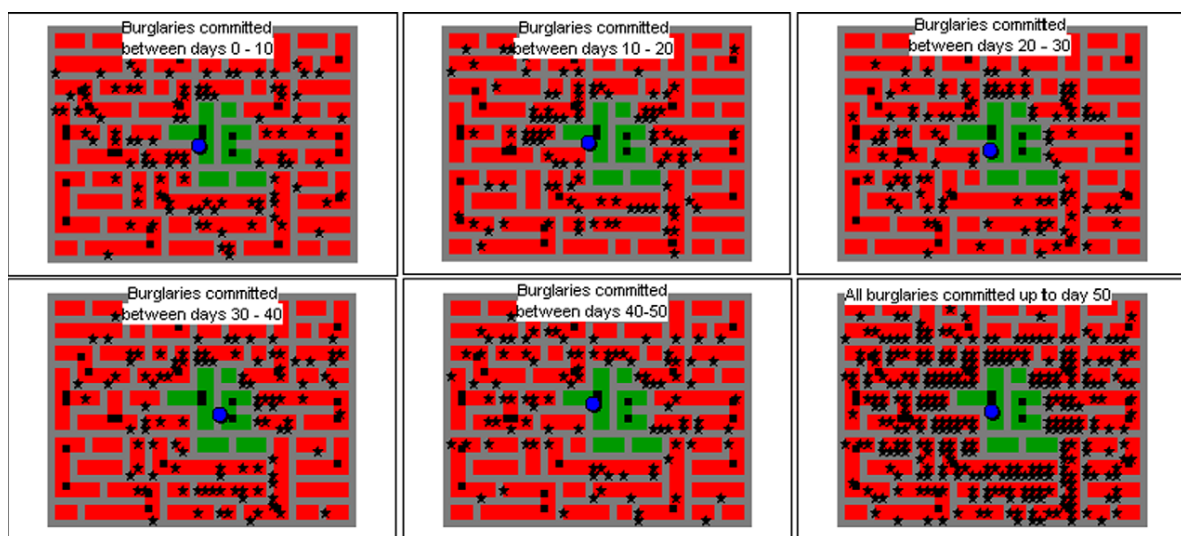 Burglaries committed
between days 0 - 10
Burglaries committed
between days 10 - 20
Burglaries committed
between days 20 - 30
Burglaries committed
between days 30 - 40
Burglaries committed
between days 40-50
All burglaries committed up to day 50